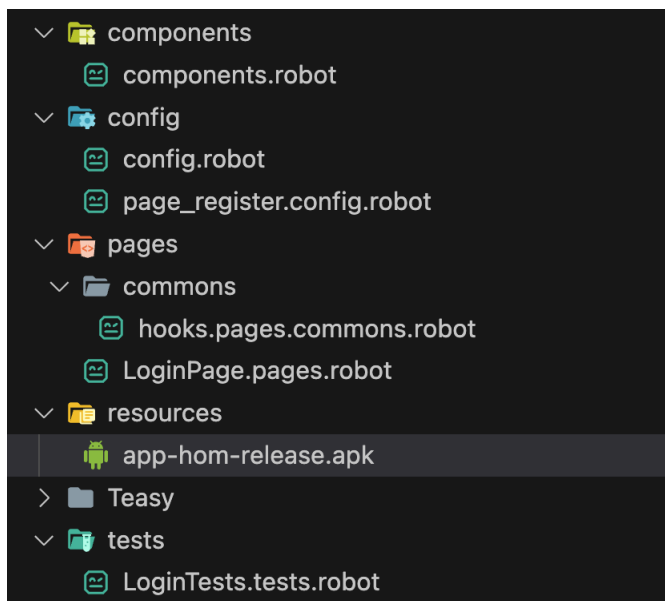 components
components.robot
config
config.robot
page_register.config.robot
pages
commons
hooks.pages.commons.robot
LoginPage.pages.robot
resources
app-hom-release.apk
Teasy
tests
LoginTests.tests.robot